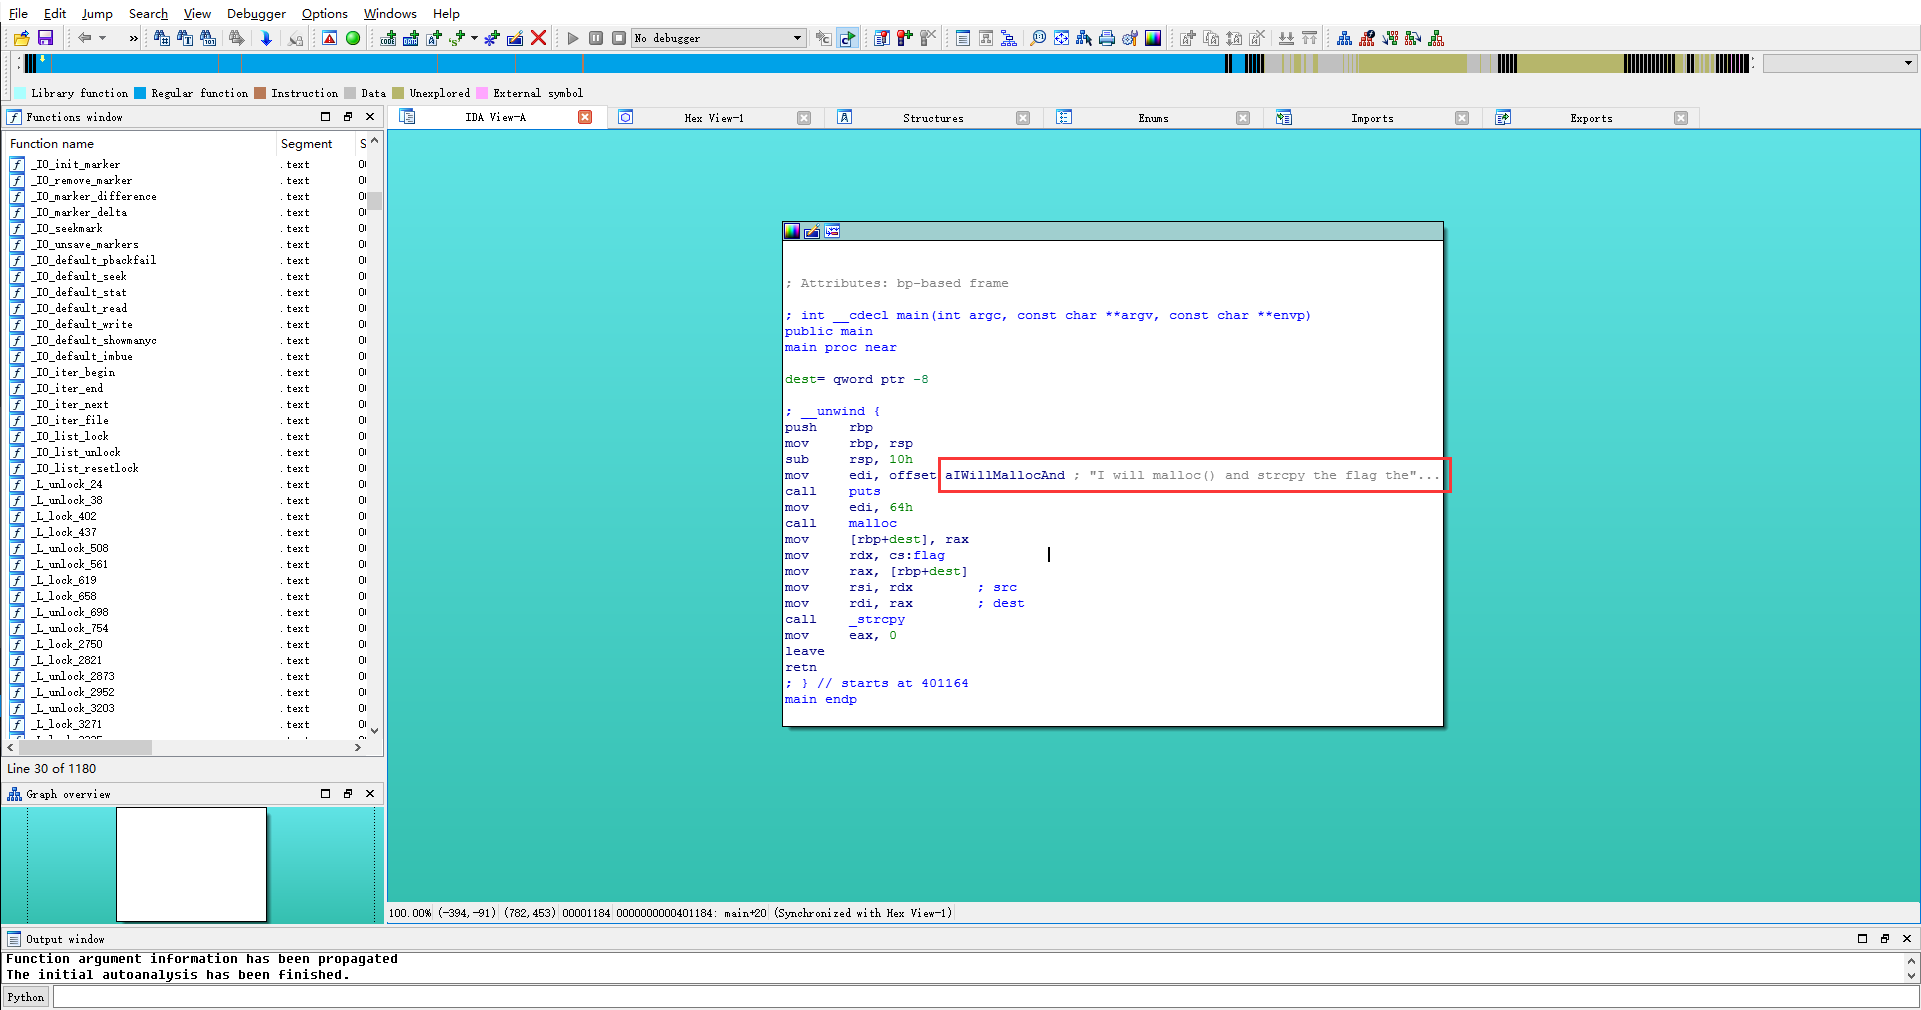 File Edit Jump Search View Debugger Options Windows Help
No debugger
Library function Regular function Instruction Data Unexplored External symbol
Functions window
Function name Segment S
_IO_init_marker .text 0
_IO_remove_marker .text 0
_IO_marker_difference .text 0
_IO_marker_delta .text 0
_IO_seekmark .text 0
_IO_unsave_markers .text 0
_IO_default_pbackfail .text 0
_IO_default_seek .text 0
_IO_default_stat .text 0
_IO_default_read .text 0
_IO_default_write .text 0
_IO_default_showmanyc .text 0
_IO_default_imbue .text 0
_IO_iter_begin .text 0
_IO_iter_end .text 0
_IO_iter_next .text 0
_IO_iter_file .text 0
_IO_list_lock .text 0
_IO_list_unlock .text 0
_IO_list_resetlock .text 0
_L_unlock_24 .text 0
_L_unlock_38 .text 0
_L_lock_402 .text 0
_L_lock_437 .text 0
_L_unlock_508 .text 0
_L_unlock_561 .text 0
_L_lock_619 .text 0
_L_lock_658 .text 0
_L_unlock_698 .text 0
_L_unlock_754 .text 0
_L_lock_2750 .text 0
_L_lock_2821 .text 0
_L_unlock_2873 .text 0
_L_unlock_2952 .text 0
_L_unlock_3203 .text 0
_L_lock_3271 .text 0
Line 30 of 1180
Graph overview
IDA View-A Hex View-1 Structures Enums Imports Exports
; Attributes: bp-based frame
; int __cdecl main(int argc, const char **argv, const char **envp)
public main
main proc near
dest= qword ptr -8
; __unwind {
push rbp
mov rbp, rsp
sub rsp, 10h
mov edi, offset aIWillMallocAnd ; "I will malloc() and strcpy the flag the"...
call puts
mov edi, 64h
call malloc
mov [rbp+dest], rax
mov rdx, cs:flag
mov rax, [rbp+dest]
mov rsi, rdx ; src
mov rdi, rax ; dest
call _strcpy
mov eax, 0
leave
retn
; } // starts at 401164
main endp
100.00% (-394,-91) (782,453) 00001184 0000000000401184: main+20 (Synchronized with Hex View-1)
Output window
Function argument information has been propagated
The initial autoanalysis has been finished.
Python